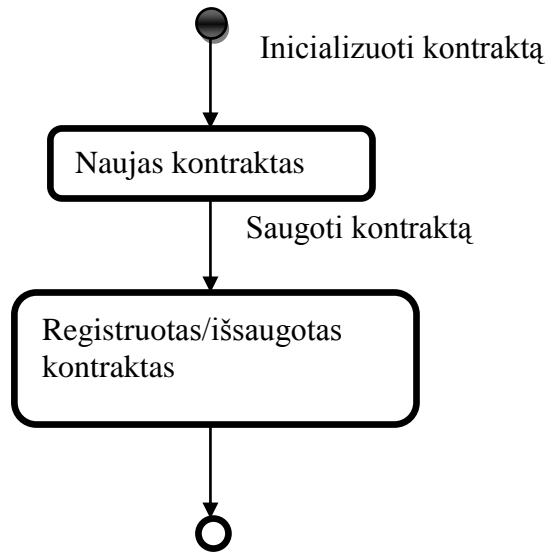 Inicializuoti kontraktą
Naujas kontraktas
Saugoti kontraktą
Registruotas/išsaugotas
kontraktas